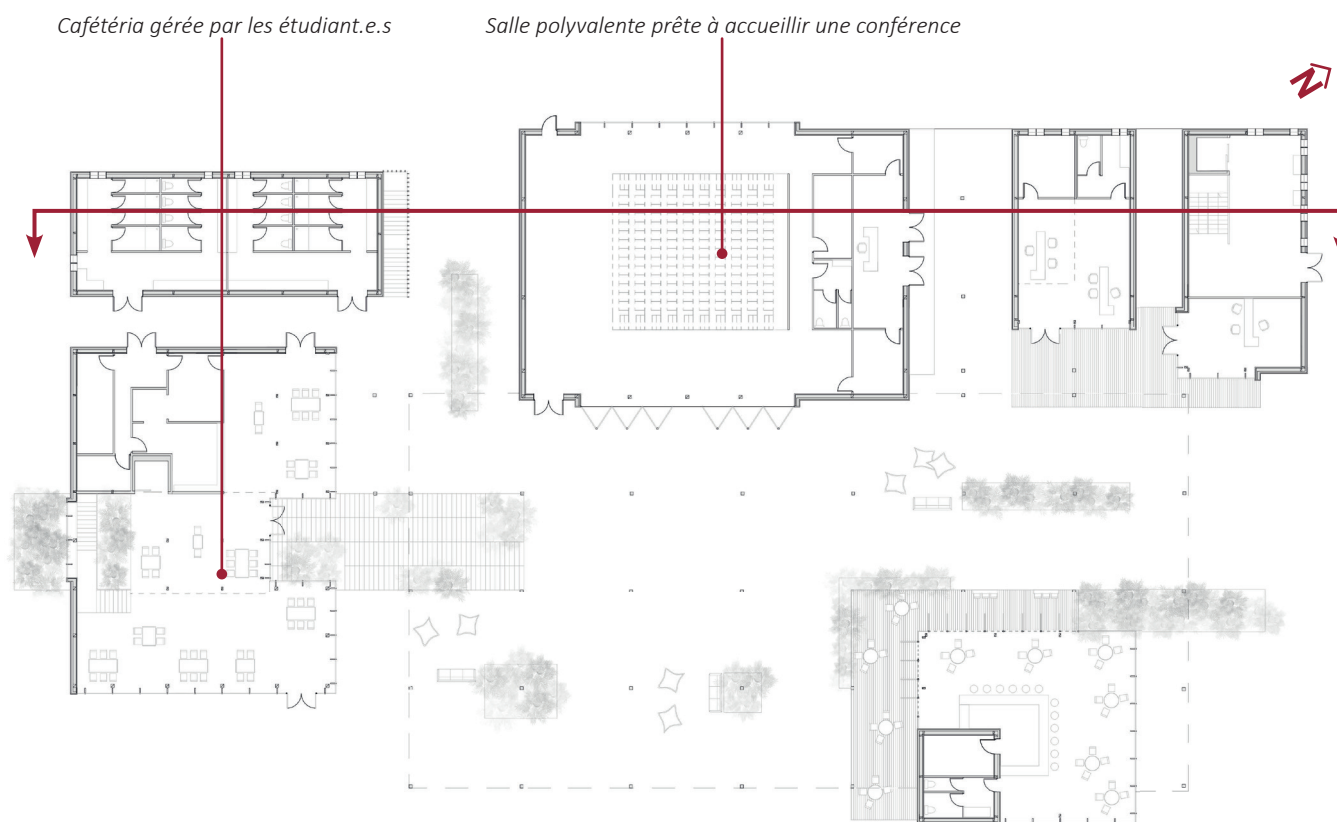 Cafétéria gérée par les étudiant.e.s
Salle polyvalente prête à accueillir une conférence
N